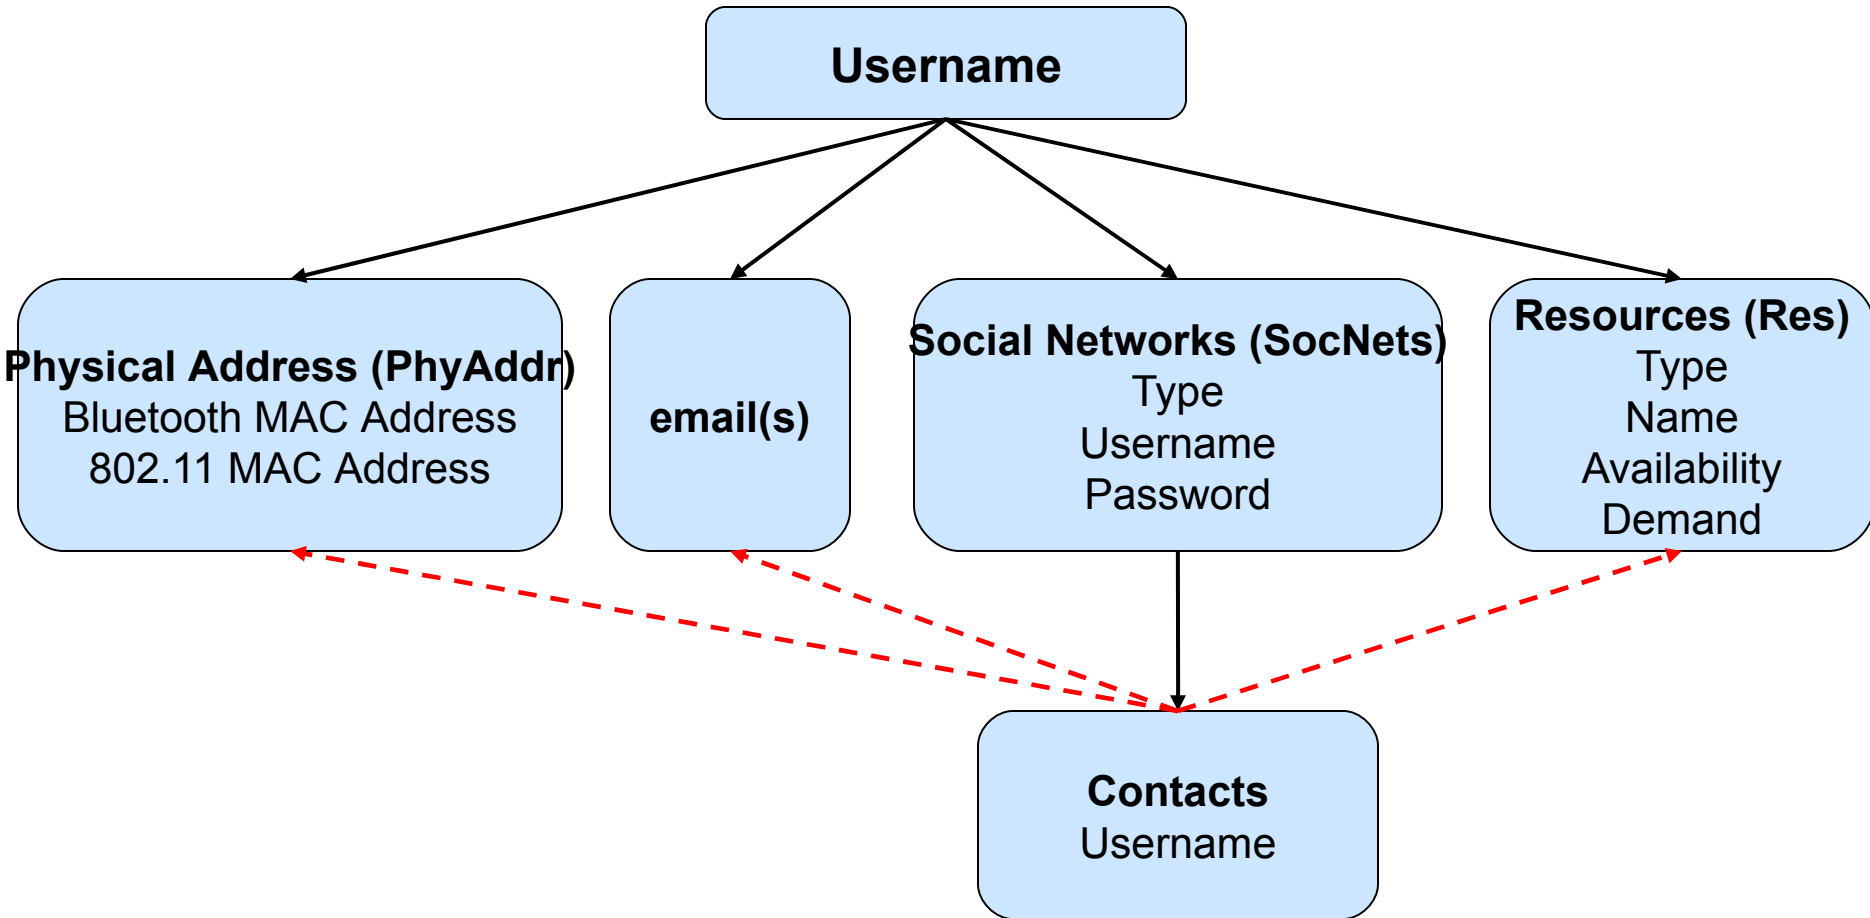 Username
Physical Address (PhyAddr)
Bluetooth MAC Address
802.11 MAC Address
email(s)
Social Networks (SocNets)
Type
Username
Password
Resources (Res)
Type
Name
Availability
Demand
Contacts
Username